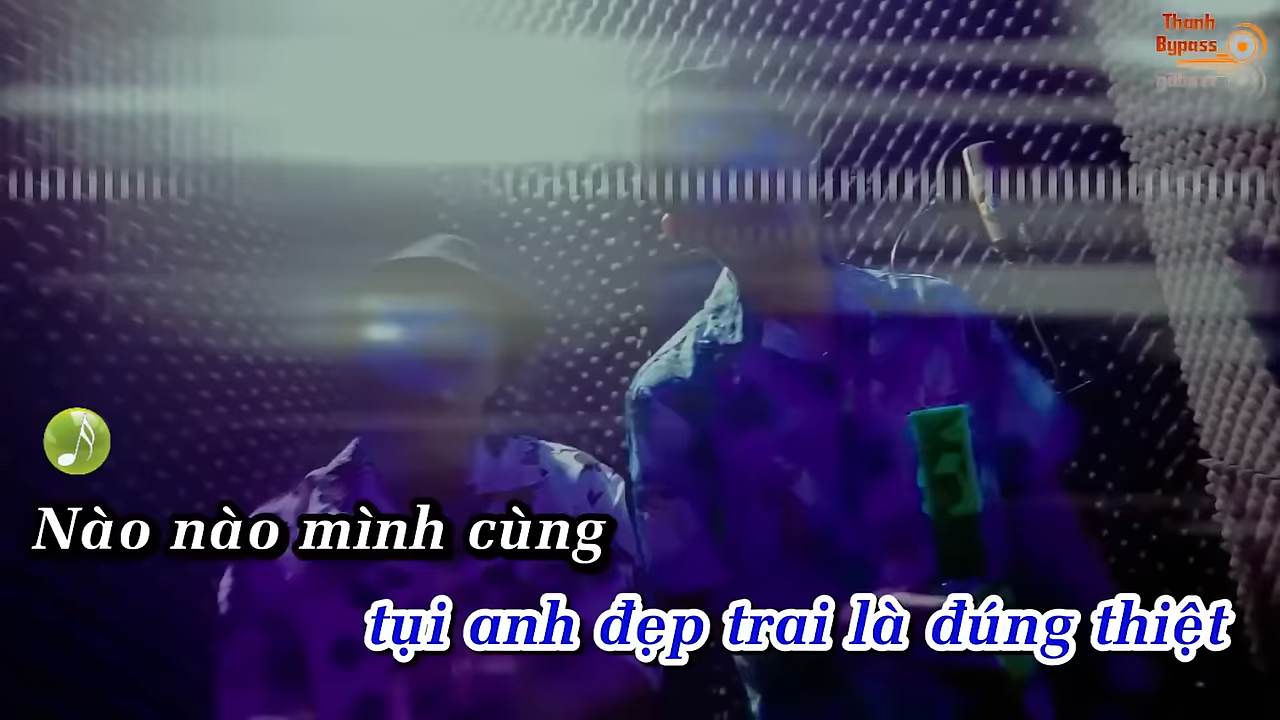 Thanh
Bypass
Nào nào mình cùng
tụi anh đẹp trai là đúng thiệt